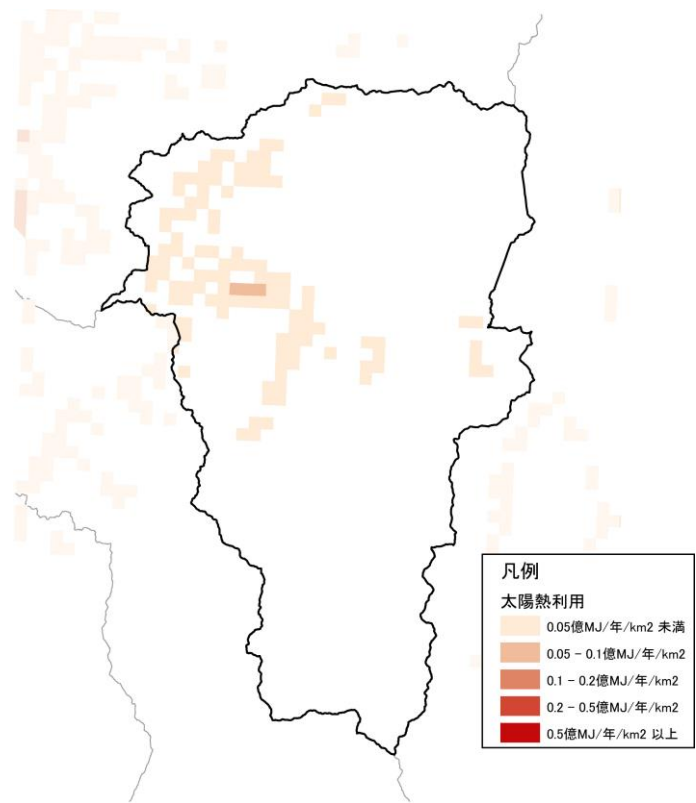 凡例
太陽熱利用
0.05億MJ/年/km2 未満
0.05 - 0.1億MJ/年/km2
0.1 - 0.2億MJ/年/km2
0.2 - 0.5億MJ/年/km2
0.5億MJ/年/km2 以上